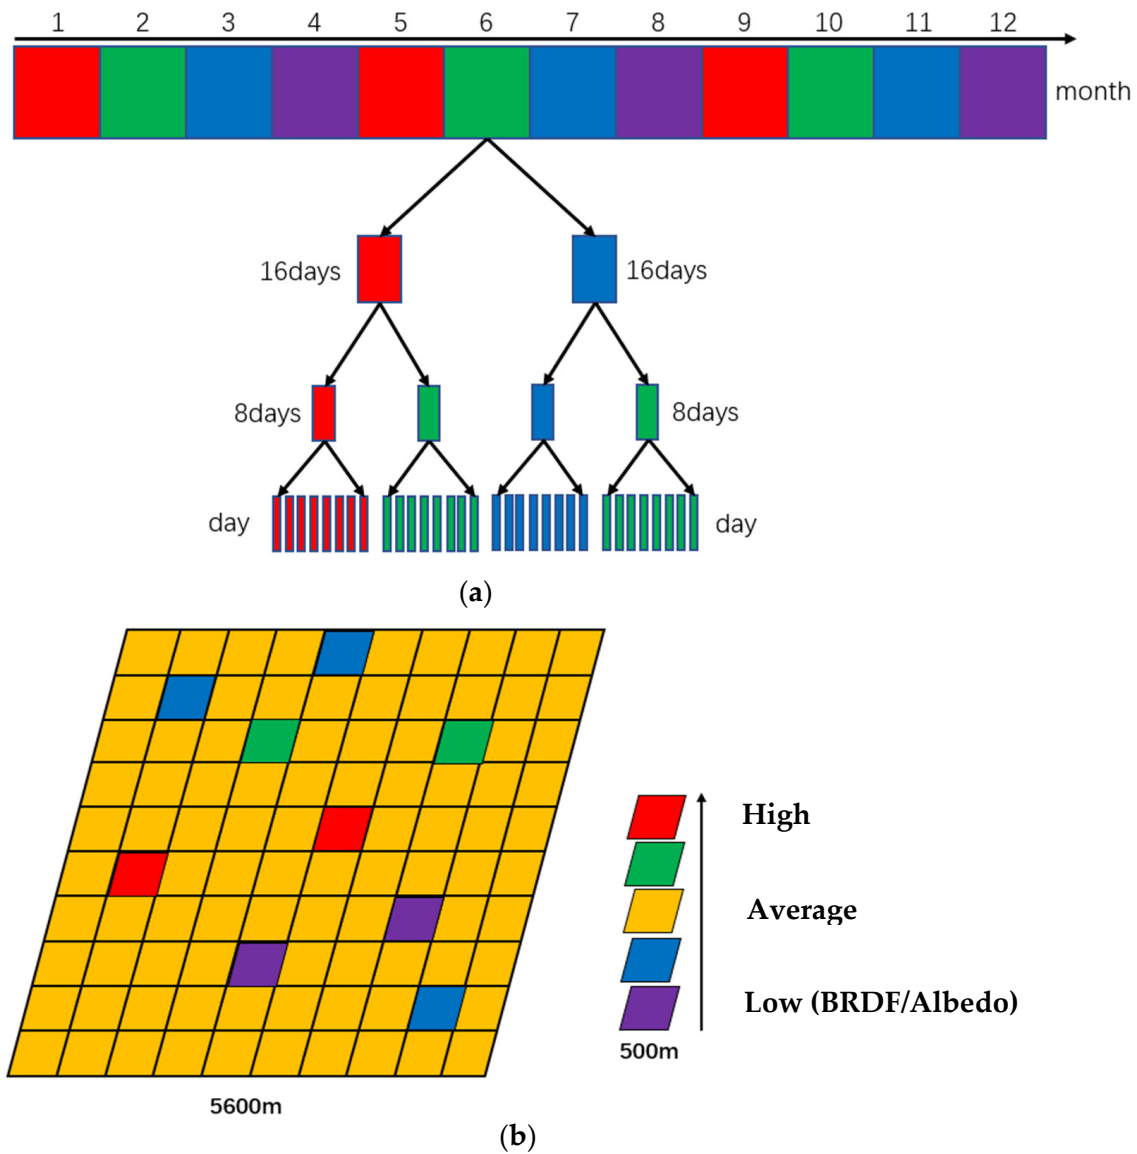 1 2 3 4 5 6 7 8 9 10 11 12
month
16days 16days
8days 8days
day day
(a)
High
Average
Low (BRDF/Albedo)
500m
5600m
(b)